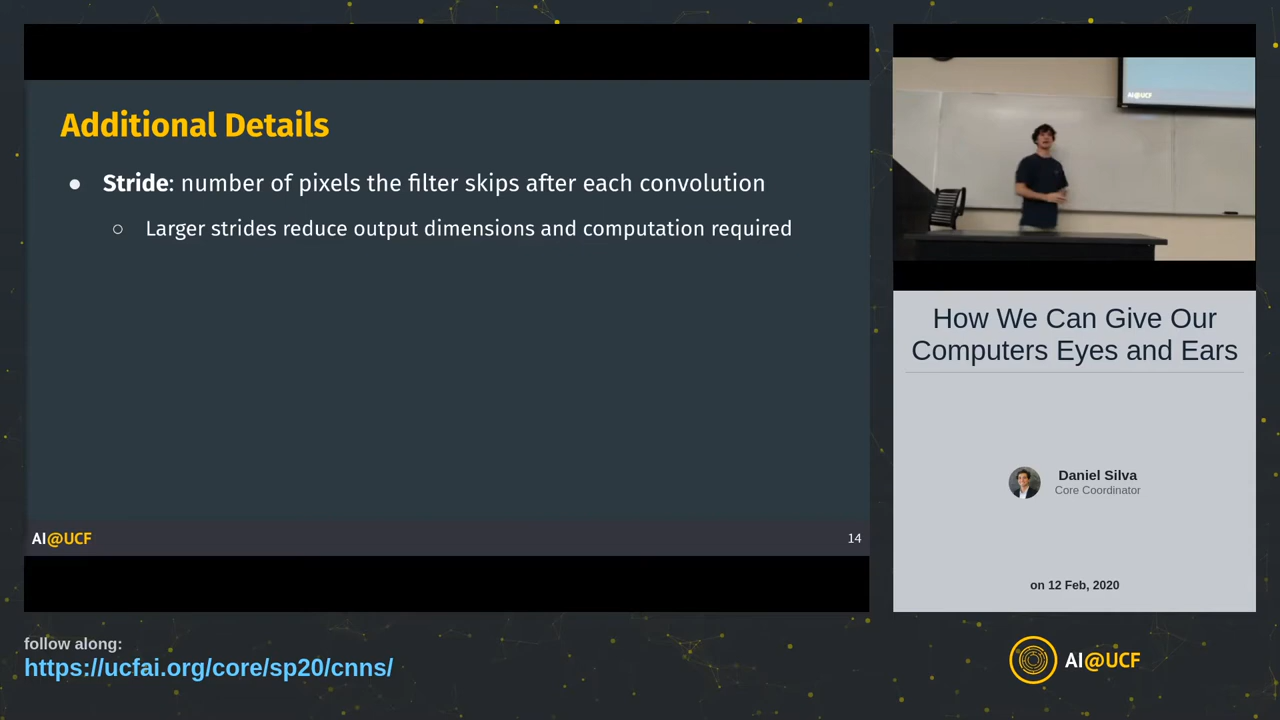 Additional Details
● Stride: number of pixels the filter skips after each convolution
○ Larger strides reduce output dimensions and computation required
AI@UCF
14
AI@UCF
How We Can Give Our
Computers Eyes and Ears
Daniel Silva
Core Coordinator
on 12 Feb, 2020
follow along:
https://ucfai.org/core/sp20/cnns/
AI@UCF